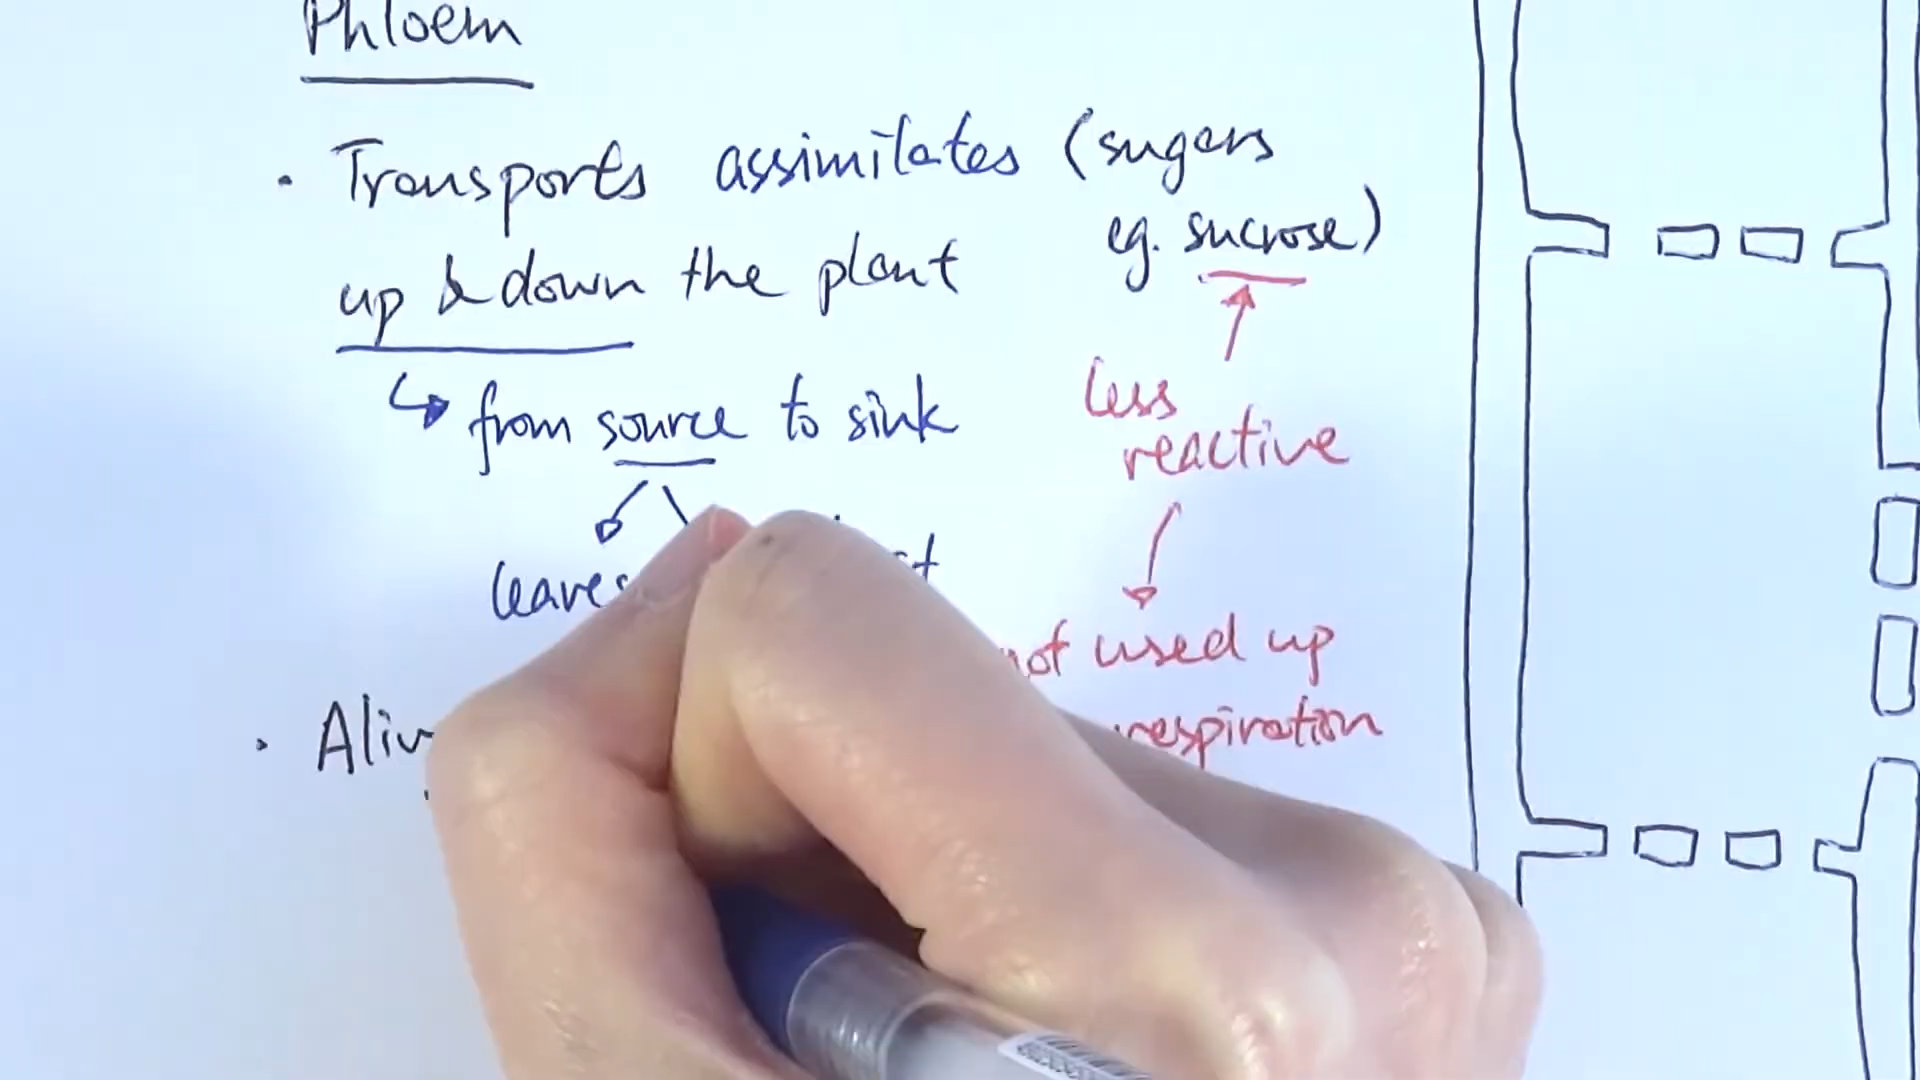 Phloem
· Transports assimilates (sugars
eg. sucrose)
up & down the plant
↳ from source to sink
less
reactive
leaves
not used up
respiration
· Aliv